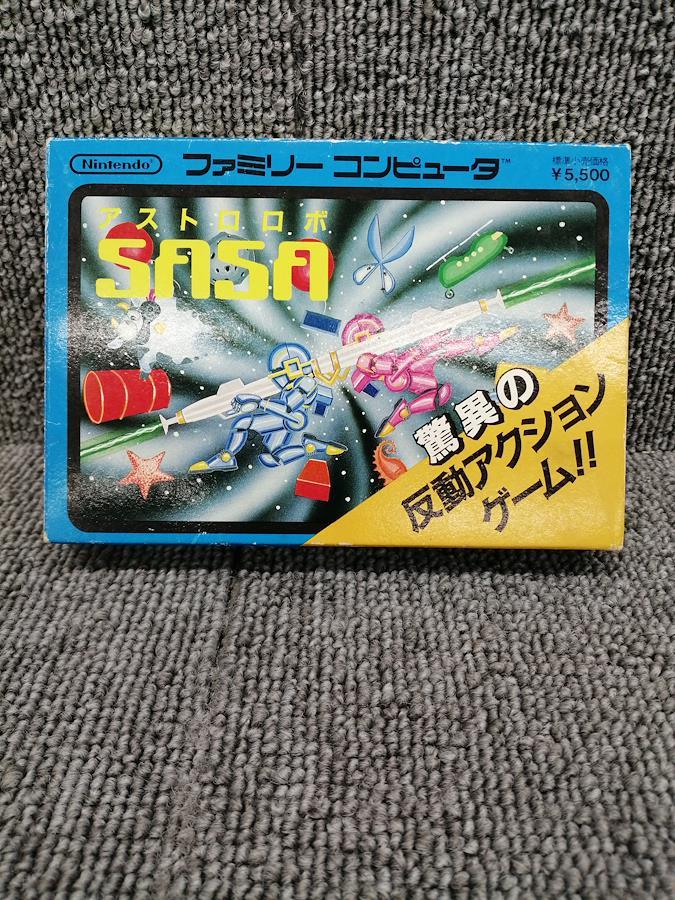 Nintendo®
ファミリー コンピュータ™
標準小売価格
¥5,500
アストロロボ
SASA
驚異の
反動アクション
ゲーム!!